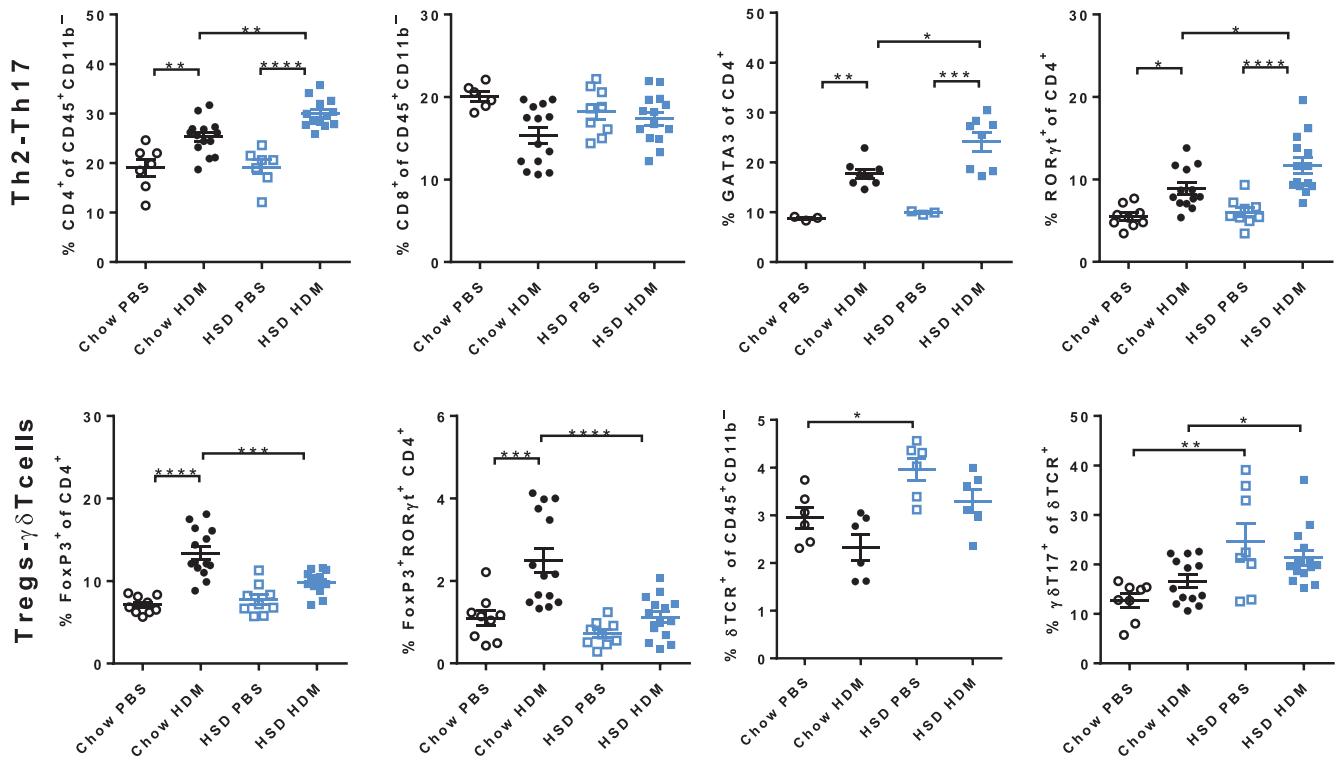 Th2-Th17
% CD4+ of CD45+CD11b−
50
40
30
20
10
0
** ** ****
Chow PBS
Chow HDM
HSD PBS
HSD HDM
% CD8+ of CD45+CD11b−
30
20
10
0
Chow PBS
Chow HDM
HSD PBS
HSD HDM
% GATA3 of CD4+
50
40
30
20
10
0
* ** ***
Chow PBS
Chow HDM
HSD PBS
HSD HDM
% RORγt+ of CD4+
30
20
10
0
* * ****
Chow PBS
Chow HDM
HSD PBS
HSD HDM
Tregs-γδTcells
% FoxP3+ of CD4+
30
20
10
0
**** ***
Chow PBS
Chow HDM
HSD PBS
HSD HDM
% FoxP3+RORγt+ CD4+
6
4
2
0
*** ****
Chow PBS
Chow HDM
HSD PBS
HSD HDM
% δTCR+ of CD45+CD11b−
5
4
3
2
1
0
*
Chow PBS
Chow HDM
HSD PBS
HSD HDM
% γδT17+ of δTCR+
50
40
30
20
10
0
** *
Chow PBS
Chow HDM
HSD PBS
HSD HDM